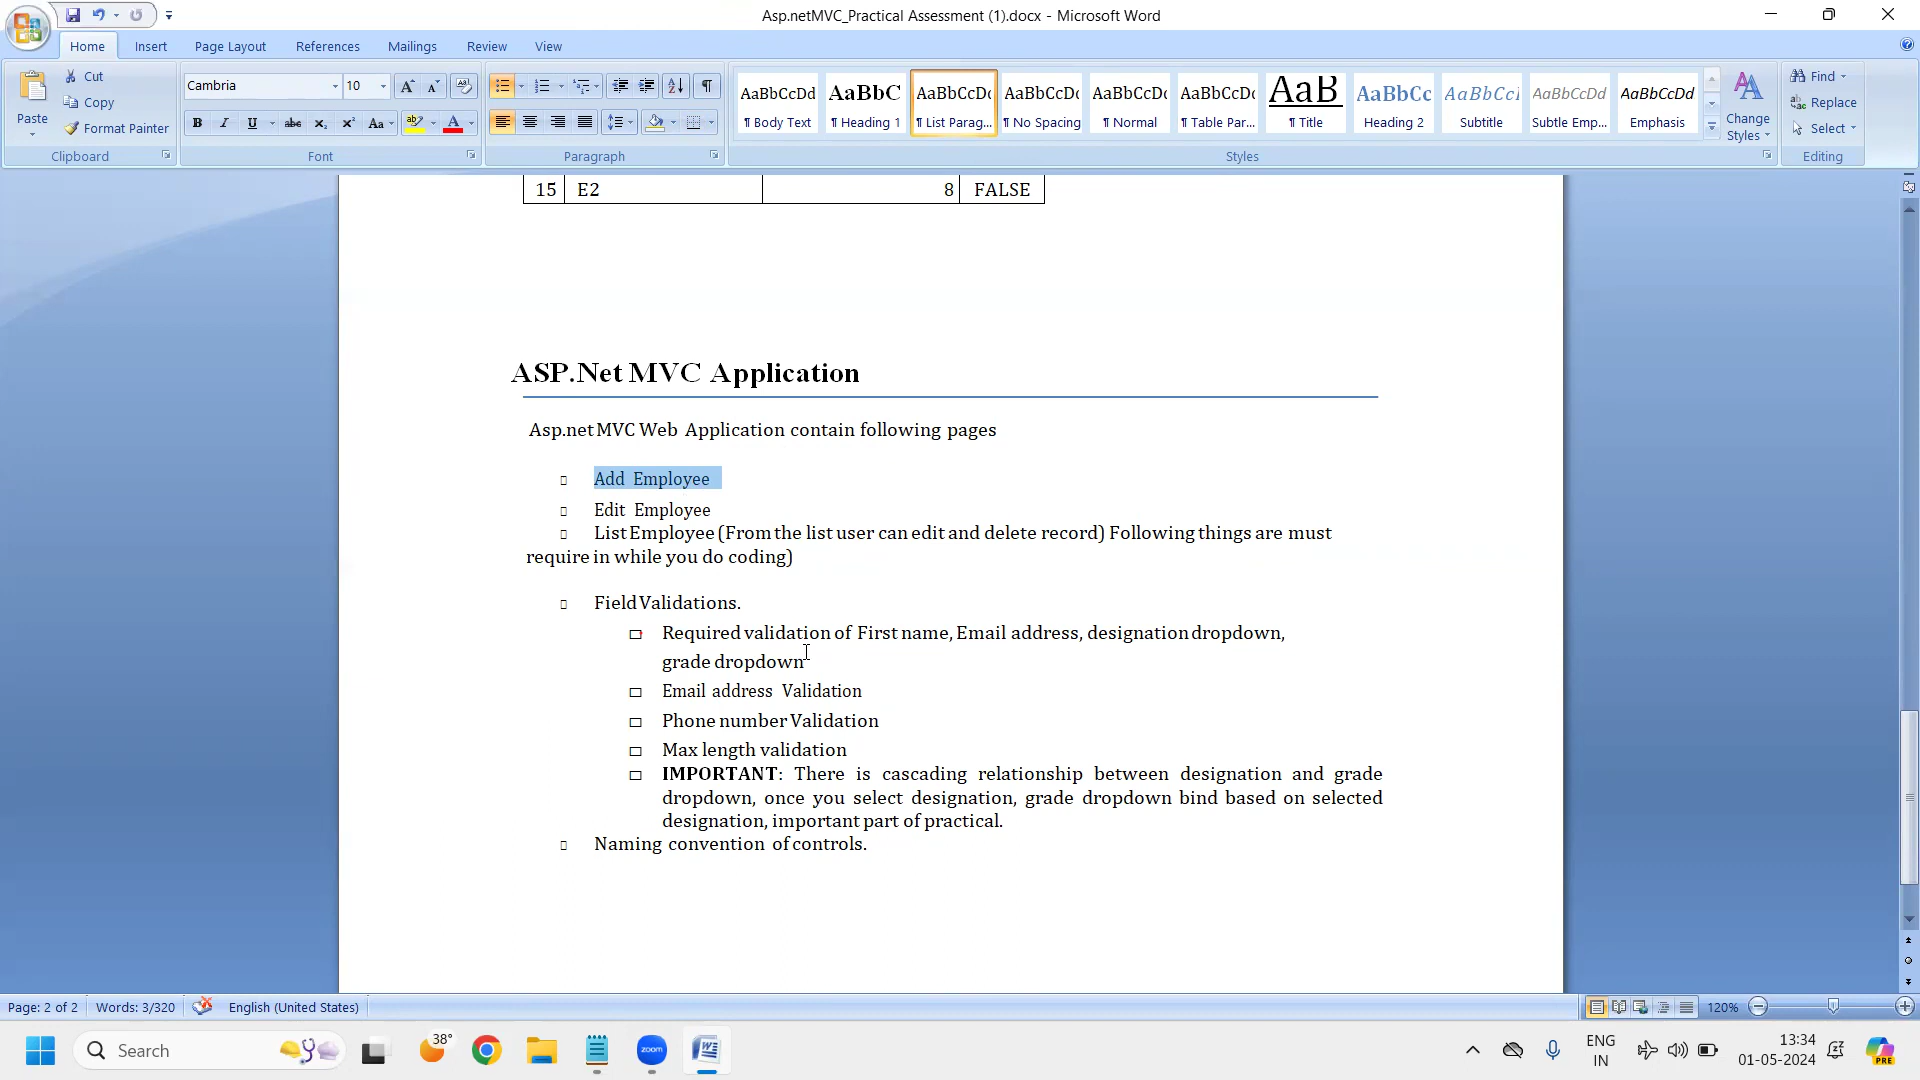 Asp.netMVC_Practical Assessment (1).docx - Microsoft Word
Home Insert Page Layout References Mailings Review View
Paste
Cut
Copy
Format Painter
Clipboard
Cambria 10
Font
Paragraph
AaBbCcDd AaBbC AaBbCcDc AaBbCcDc AaBbCcDc AaBbCcDc AaB AaBbCc AaBbCcI AaBbCcDd AaBbCcDd
¶ Body Text ¶ Heading 1 ¶ List Parag... ¶ No Spacing ¶ Normal ¶ Table Par... ¶ Title Heading 2 Subtitle Subtle Emp... Emphasis
Styles
Change Styles
Find
Replace
Select
Editing
15 E2 8 FALSE
ASP.Net MVC Application
Asp.net MVC Web Application contain following pages
Add Employee
Edit Employee
List Employee (From the list user can edit and delete record) Following things are must
require in while you do coding)
Field Validations.
Required validation of First name, Email address, designation dropdown,
grade dropdown
Email address Validation
Phone number Validation
Max length validation
IMPORTANT: There is cascading relationship between designation and grade
dropdown, once you select designation, grade dropdown bind based on selected
designation, important part of practical.
Naming convention of controls.
Page: 2 of 2 Words: 3/320 English (United States) 120%
Search 38° zoom ENG IN 13:34 01-05-2024 PRE